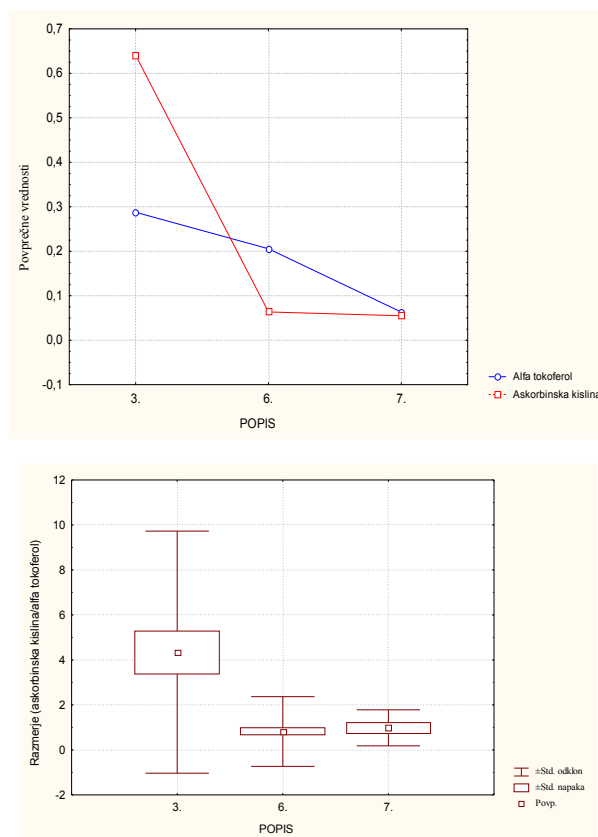 0,7
0,6
0,5
0,4
0,3
0,2
0,1
0,0
-0,1
Povprečne vrednosti
3.
6.
7.
POPIS
Alfa tokoferol
Askorbinska kislina
12
10
8
6
4
2
0
-2
Razmerje (askorbinska kislina/alfa tokoferol)
3.
6.
7.
POPIS
±Std. odklon
±Std. napaka
Povp.